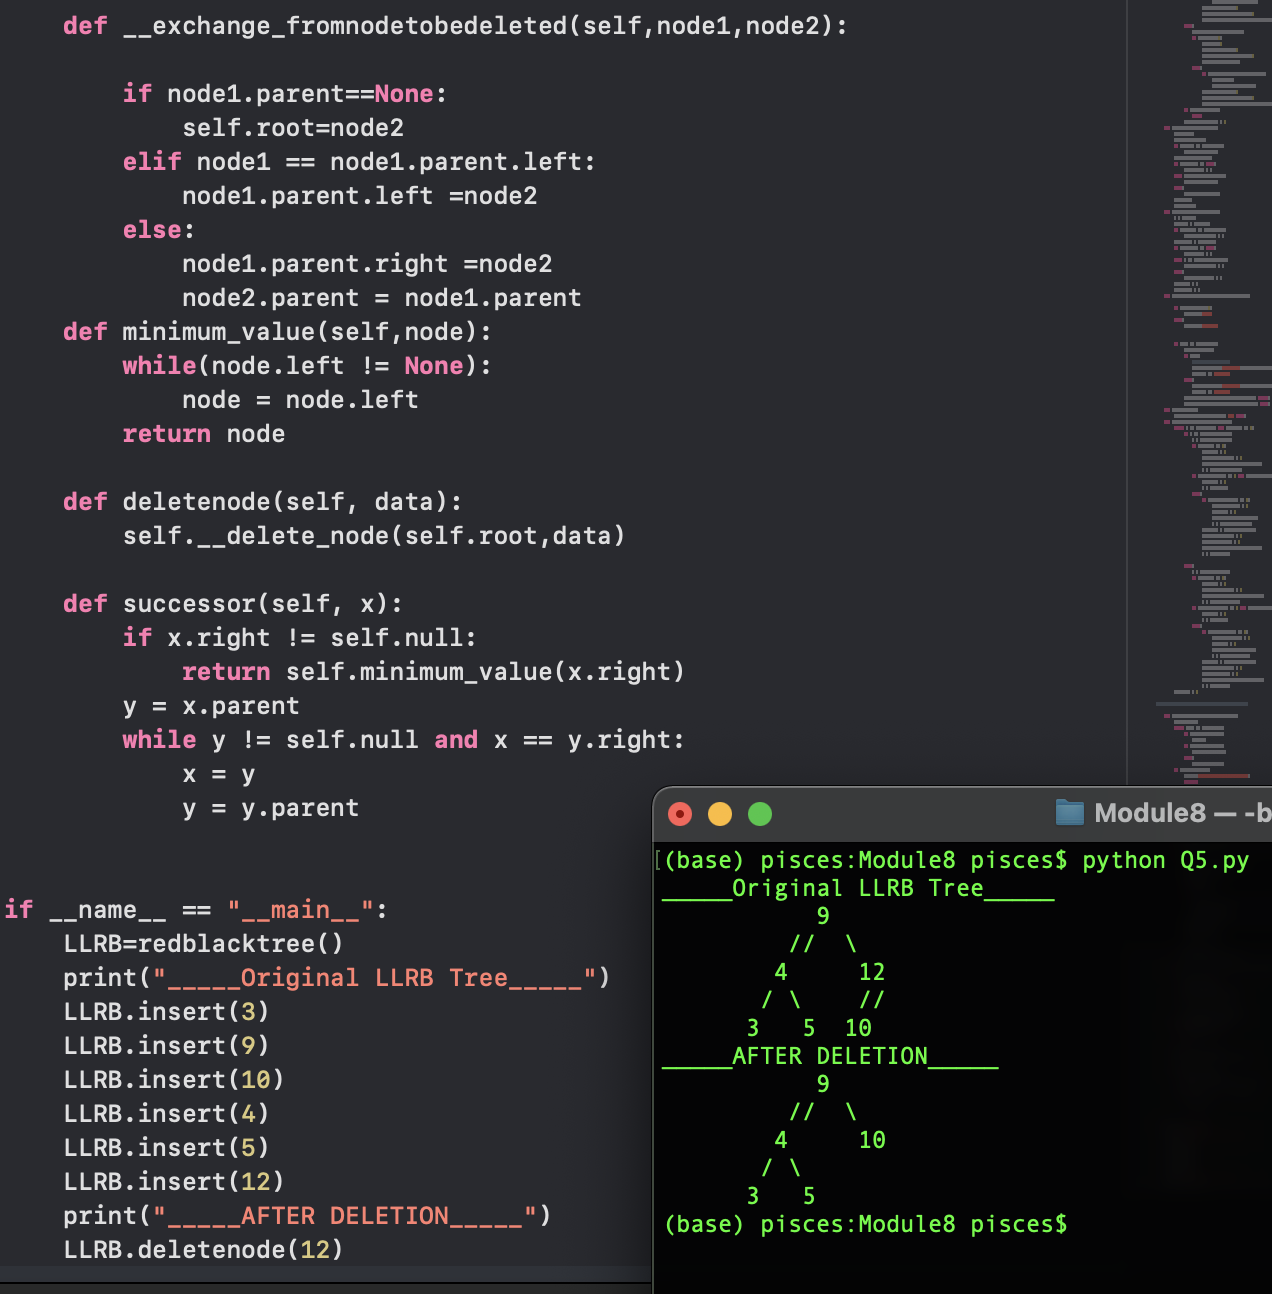 def __exchange_fromnodetobedeleted(self,node1,node2):

        if node1.parent==None:
            self.root=node2
        elif node1 == node1.parent.left:
            node1.parent.left =node2
        else:
            node1.parent.right =node2
            node2.parent = node1.parent
    def minimum_value(self,node):
        while(node.left != None):
            node = node.left
        return node

    def deletenode(self, data):
        self.__delete_node(self.root,data)

    def successor(self, x):
        if x.right != self.null:
            return self.minimum_value(x.right)
        y = x.parent
        while y != self.null and x == y.right:
            x = y
            y = y.parent

if __name__ == "__main__":
    LLRB=redblacktree()
    print("_____Original LLRB Tree_____")
    LLRB.insert(3)
    LLRB.insert(9)
    LLRB.insert(10)
    LLRB.insert(4)
    LLRB.insert(5)
    LLRB.insert(12)
    print("_____AFTER DELETION_____")
    LLRB.deletenode(12)
Module8 — -b
[(base) pisces:Module8 pisces$ python Q5.py
_____Original LLRB Tree_____
           9
         //  \
        4     12
       / \    //
      3   5  10
_____AFTER DELETION_____
           9
         //  \
        4     10
       / \
      3   5
(base) pisces:Module8 pisces$